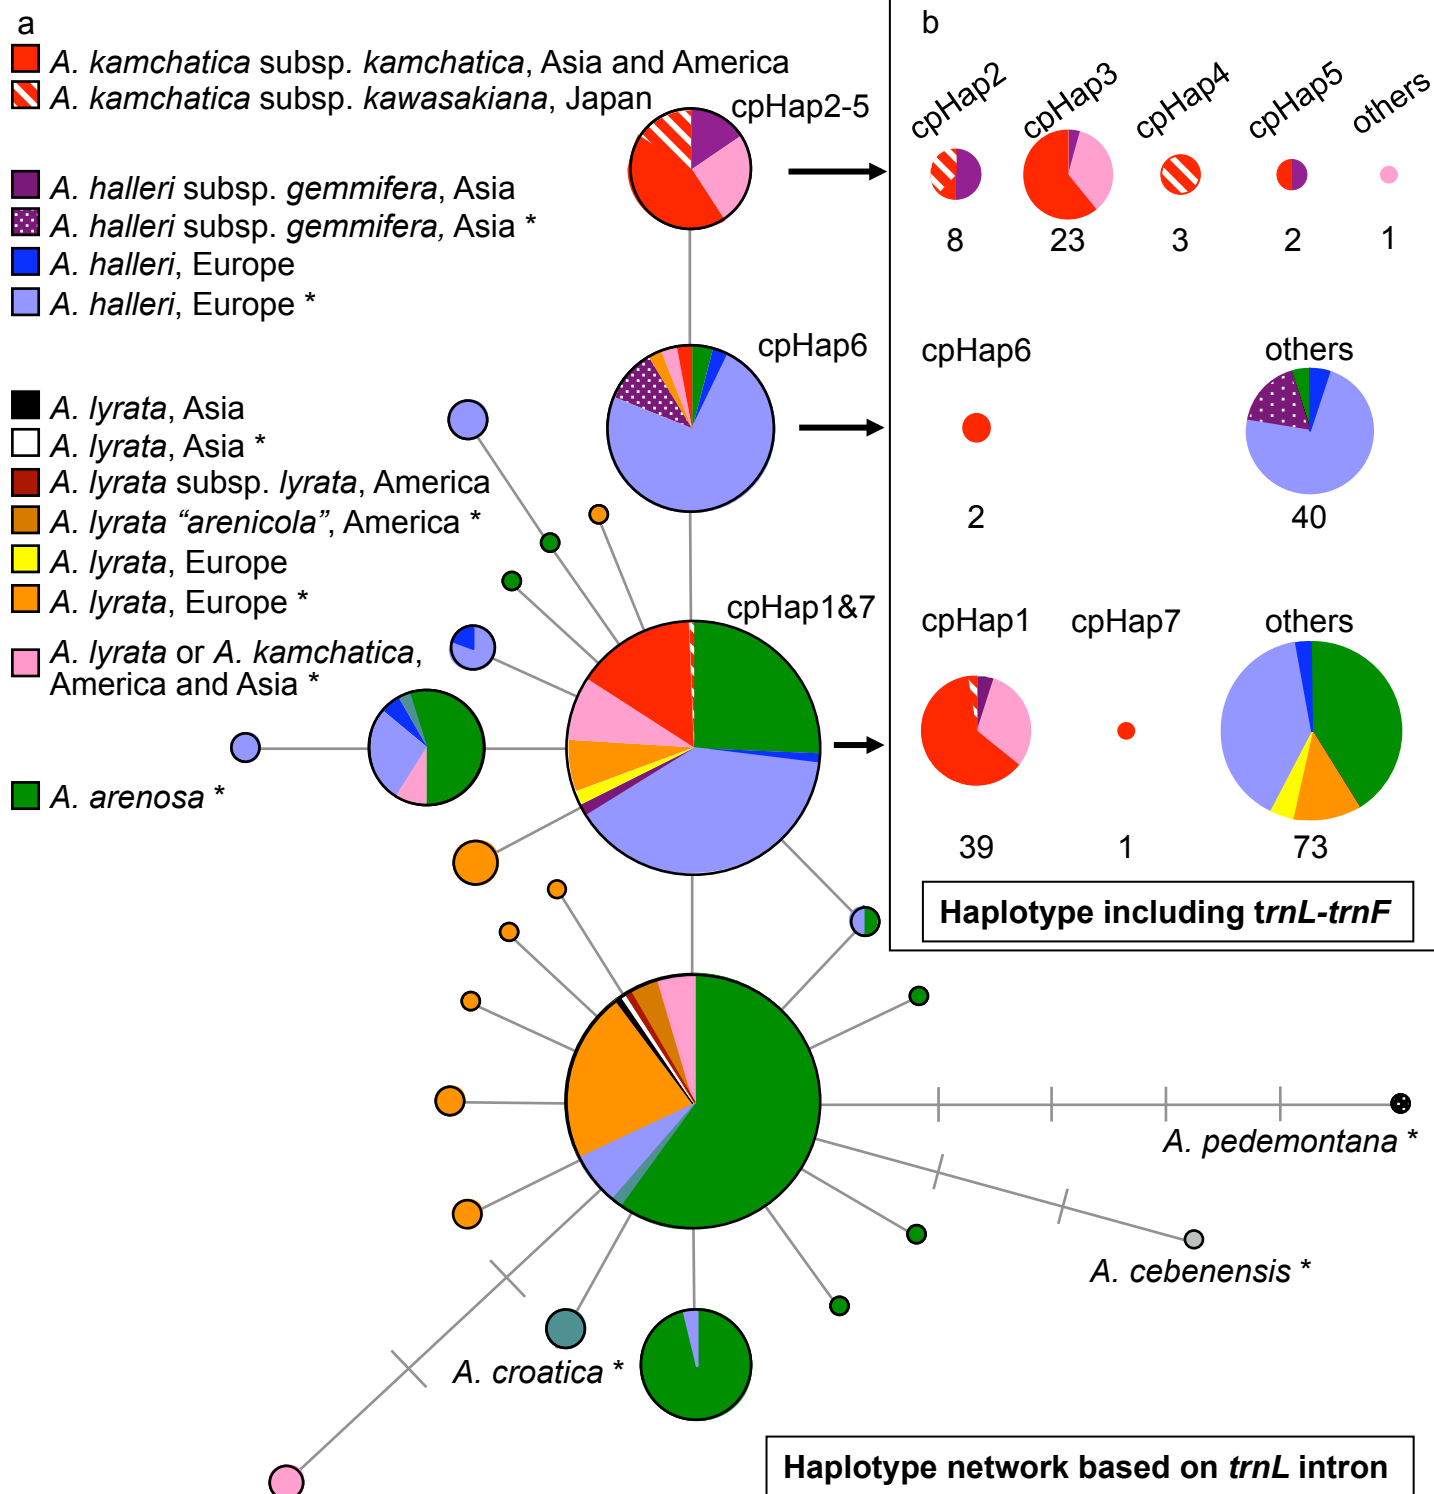 a
A. kamchatica subsp. kamchatica, Asia and America
A. kamchatica subsp. kawasakiana, Japan
A. halleri subsp. gemmifera, Asia
A. halleri subsp. gemmifera, Asia *
A. halleri, Europe
A. halleri, Europe *
A. lyrata, Asia
A. lyrata, Asia *
A. lyrata subsp. lyrata, America
A. lyrata “arenicola”, America *
A. lyrata, Europe
A. lyrata, Europe *
A. lyrata or A. kamchatica,
America and Asia *
A. arenosa *
cpHap2-5
cpHap6
cpHap1&7
A. pedemontana *
A. cebenensis *
A. croatica *
Haplotype network based on trnL intron
b
cpHap2 cpHap3 cpHap4 cpHap5 others
8 23 3 2 1
cpHap6 others
2 40
cpHap1 cpHap7 others
39 1 73
Haplotype including trnL-trnF